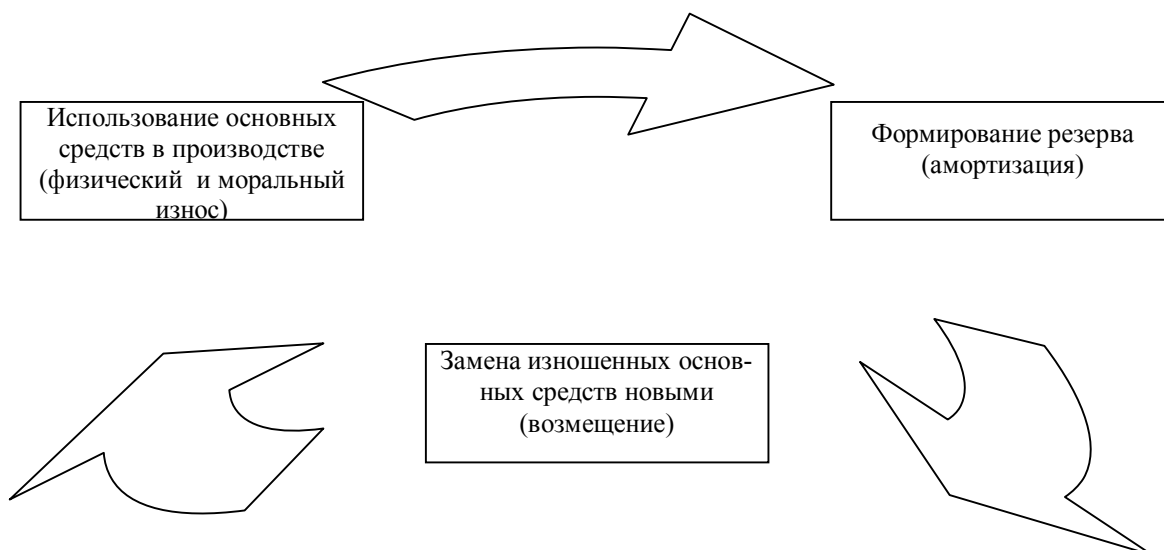 Использование основных
средств в производстве
(физический и моральный
износ)
Формирование резерва
(амортизация)
Замена изношенных основ-
ных средств новыми
(возмещение)